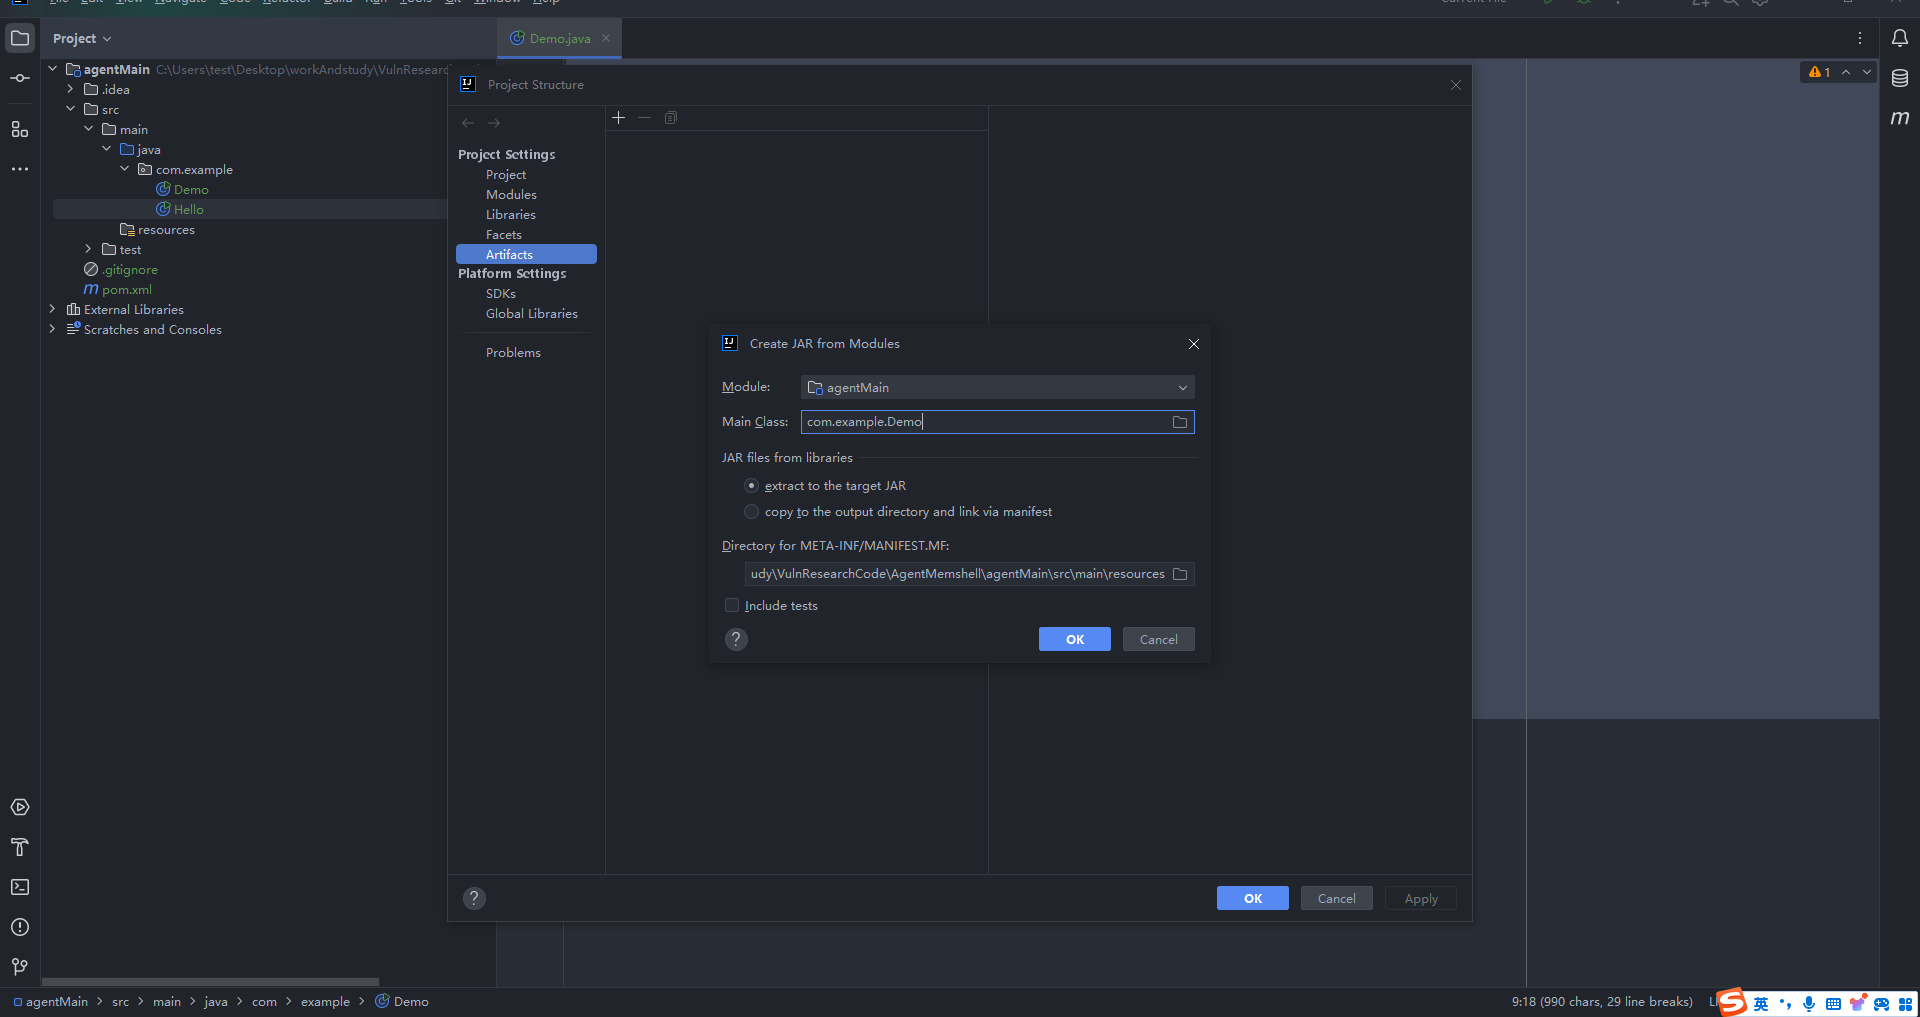 File Edit View Navigate Code Refactor Build Run Tools Git Window Help
Current File
Project
Demo.java
agentMain C:\Users\test\Desktop\workAndstudy\VulnResearc
.idea
src
main
java
com.example
Demo
Hello
resources
test
.gitignore
pom.xml
External Libraries
Scratches and Consoles
1
Project Structure
Project Settings
Project
Modules
Libraries
Facets
Artifacts
Platform Settings
SDKs
Global Libraries
Problems
Create JAR from Modules
Module: agentMain
Main Class: com.example.Demo
JAR files from libraries
extract to the target JAR
copy to the output directory and link via manifest
Directory for META-INF/MANIFEST.MF:
udy\VulnResearchCode\AgentMemshell\agentMain\src\main\resources
Include tests
? OK Cancel
? OK Cancel Apply
agentMain > src > main > java > com > example > Demo
9:18 (990 chars, 29 line breaks)
英